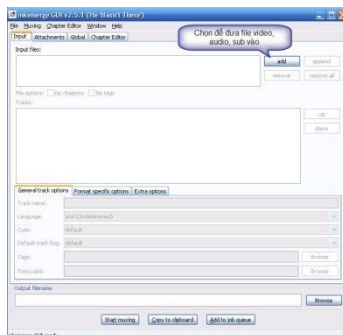 mkvmerge GUI v2.5.1 ('He Wasn't There')
File Muxing Chapter Editor Window Help
Input Attachments Global Chapter Editor
Chọn để đưa file video,
audio, sub vào
Input files:
add append
remove remove all
File options: No chapters No tags
Tracks:
up
down
General track options Format specific options Extra options
Track name:
Language: und (Undetermined)
Cues: default
Default track flag: default
Tags: Browse
Timecodes: Browse
Output filename
Browse
Start muxing Copy to clipboard Add to job queue
mkvmerge GUI ready